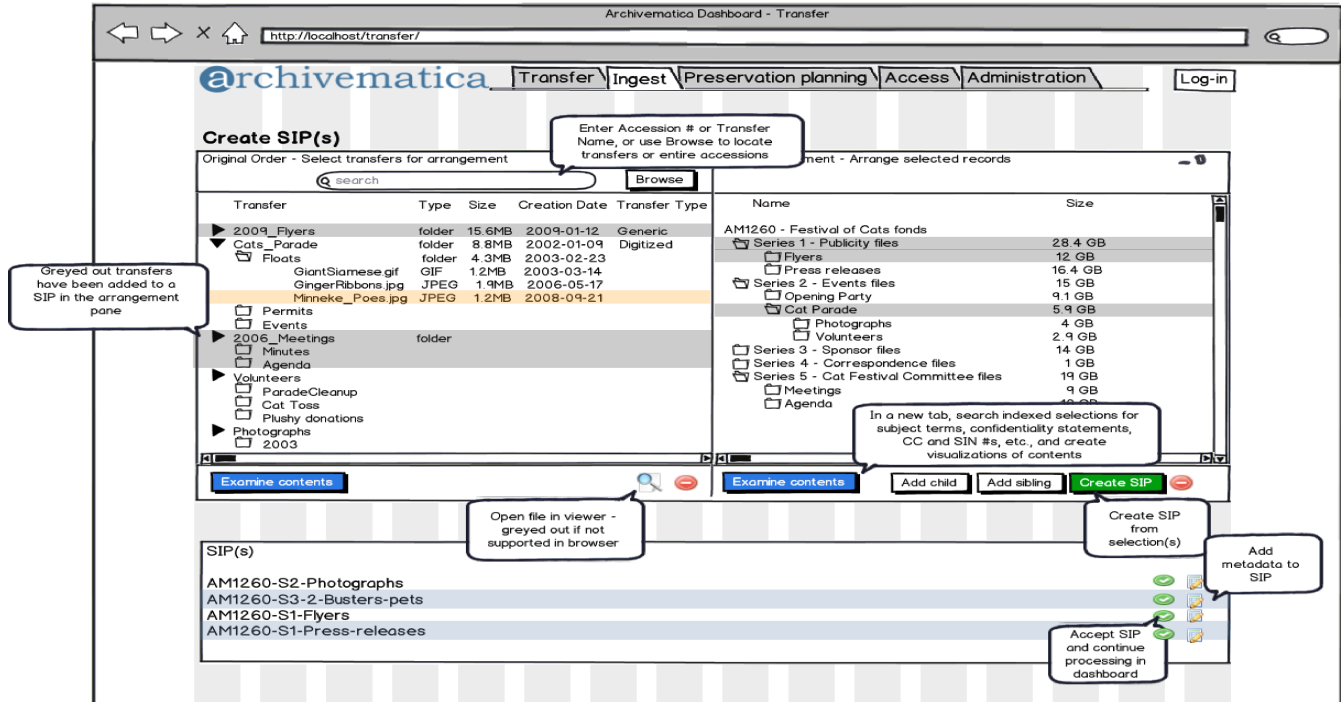 Archivematica Dashboard - Transfer
http://localhost/transfer/
archivematica
Transfer Ingest Preservation planning Access Administration
Log-in
Create SIP(s)
Enter Accession # or Transfer
Name, or use Browse to locate
transfers or entire accessions
Original Order - Select transfers for arrangement
search
Browse
Transfer Type Size Creation Date Transfer Type
2009_Flyers folder 15.6MB 2009-01-12 Generic
Cats_Parade folder 8.8MB 2002-01-09 Digitized
Floats folder 4.3MB 2003-02-23
GiantSiamese.gif GIF 1.2MB 2003-03-14
GingerRibbons.jpg JPEG 1.9MB 2006-05-17
Minneke_Poes.jpg JPEG 1.2MB 2008-09-21
Permits
Events
2006_Meetings folder
Minutes
Agenda
Volunteers
ParadeCleanup
Cat Toss
Plushy donations
Photographs
2003
Greyed out transfers
have been added to a
SIP in the arrangement
pane
Examine contents
Open file in viewer -
greyed out if not
supported in browser
- Arrange selected records
Name Size
AM1260 - Festival of Cats fonds
Series 1 - Publicity files 28.4 GB
Flyers 12 GB
Press releases 16.4 GB
Series 2 - Events files 15 GB
Opening Party 9.1 GB
Cat Parade 5.9 GB
Photographs 4 GB
Volunteers 2.9 GB
Series 3 - Sponsor files 14 GB
Series 4 - Correspondence files 1 GB
Series 5 - Cat Festival Committee files 19 GB
Meetings 9 GB
Agenda
In a new tab, search indexed selections for
subject terms, confidentiality statements,
CC and SIN #s, etc., and create
visualizations of contents
Examine contents
Add child
Add sibling
Create SIP
Create SIP
from
selection(s)
Add
metadata to
SIP
SIP(s)
AM1260-S2-Photographs
AM1260-S3-2-Busters-pets
AM1260-S1-Flyers
AM1260-S1-Press-releases
Accept SIP
and continue
processing in
dashboard